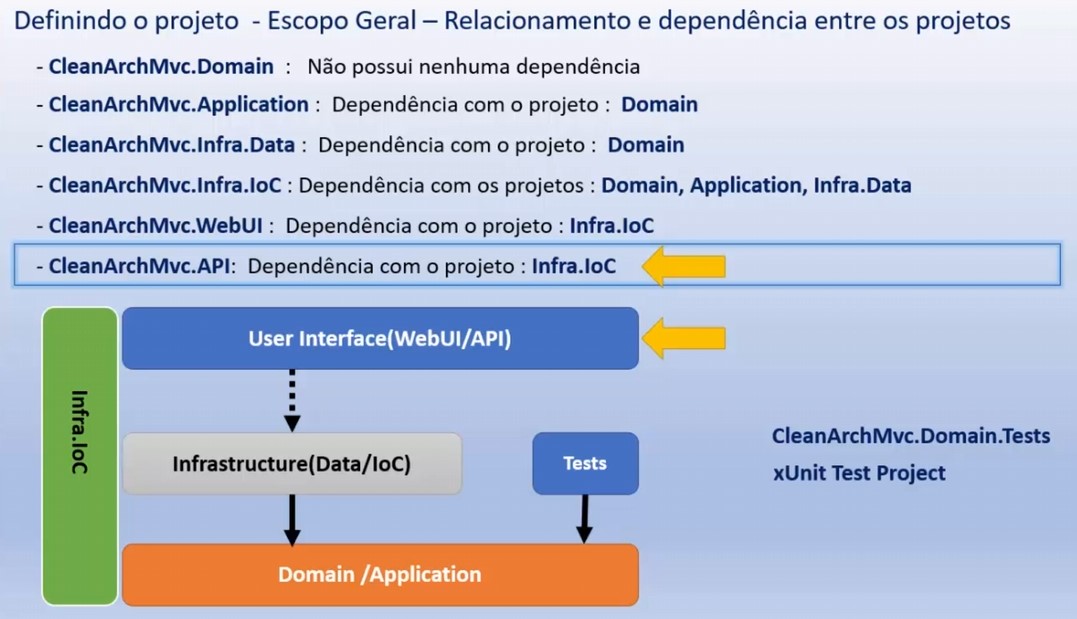 Definindo o projeto - Escopo Geral – Relacionamento e dependência entre os projetos
- CleanArchMvc.Domain : Não possui nenhuma dependência
- CleanArchMvc.Application : Dependência com o projeto : Domain
- CleanArchMvc.Infra.Data : Dependência com o projeto : Domain
- CleanArchMvc.Infra.IoC : Dependência com os projetos : Domain, Application, Infra.Data
- CleanArchMvc.WebUI : Dependência com o projeto : Infra.IoC
- CleanArchMvc.API: Dependência com o projeto : Infra.IoC
Infra.IoC
User Interface(WebUI/API)
Infrastructure(Data/IoC)
Tests
CleanArchMvc.Domain.Tests
xUnit Test Project
Domain /Application